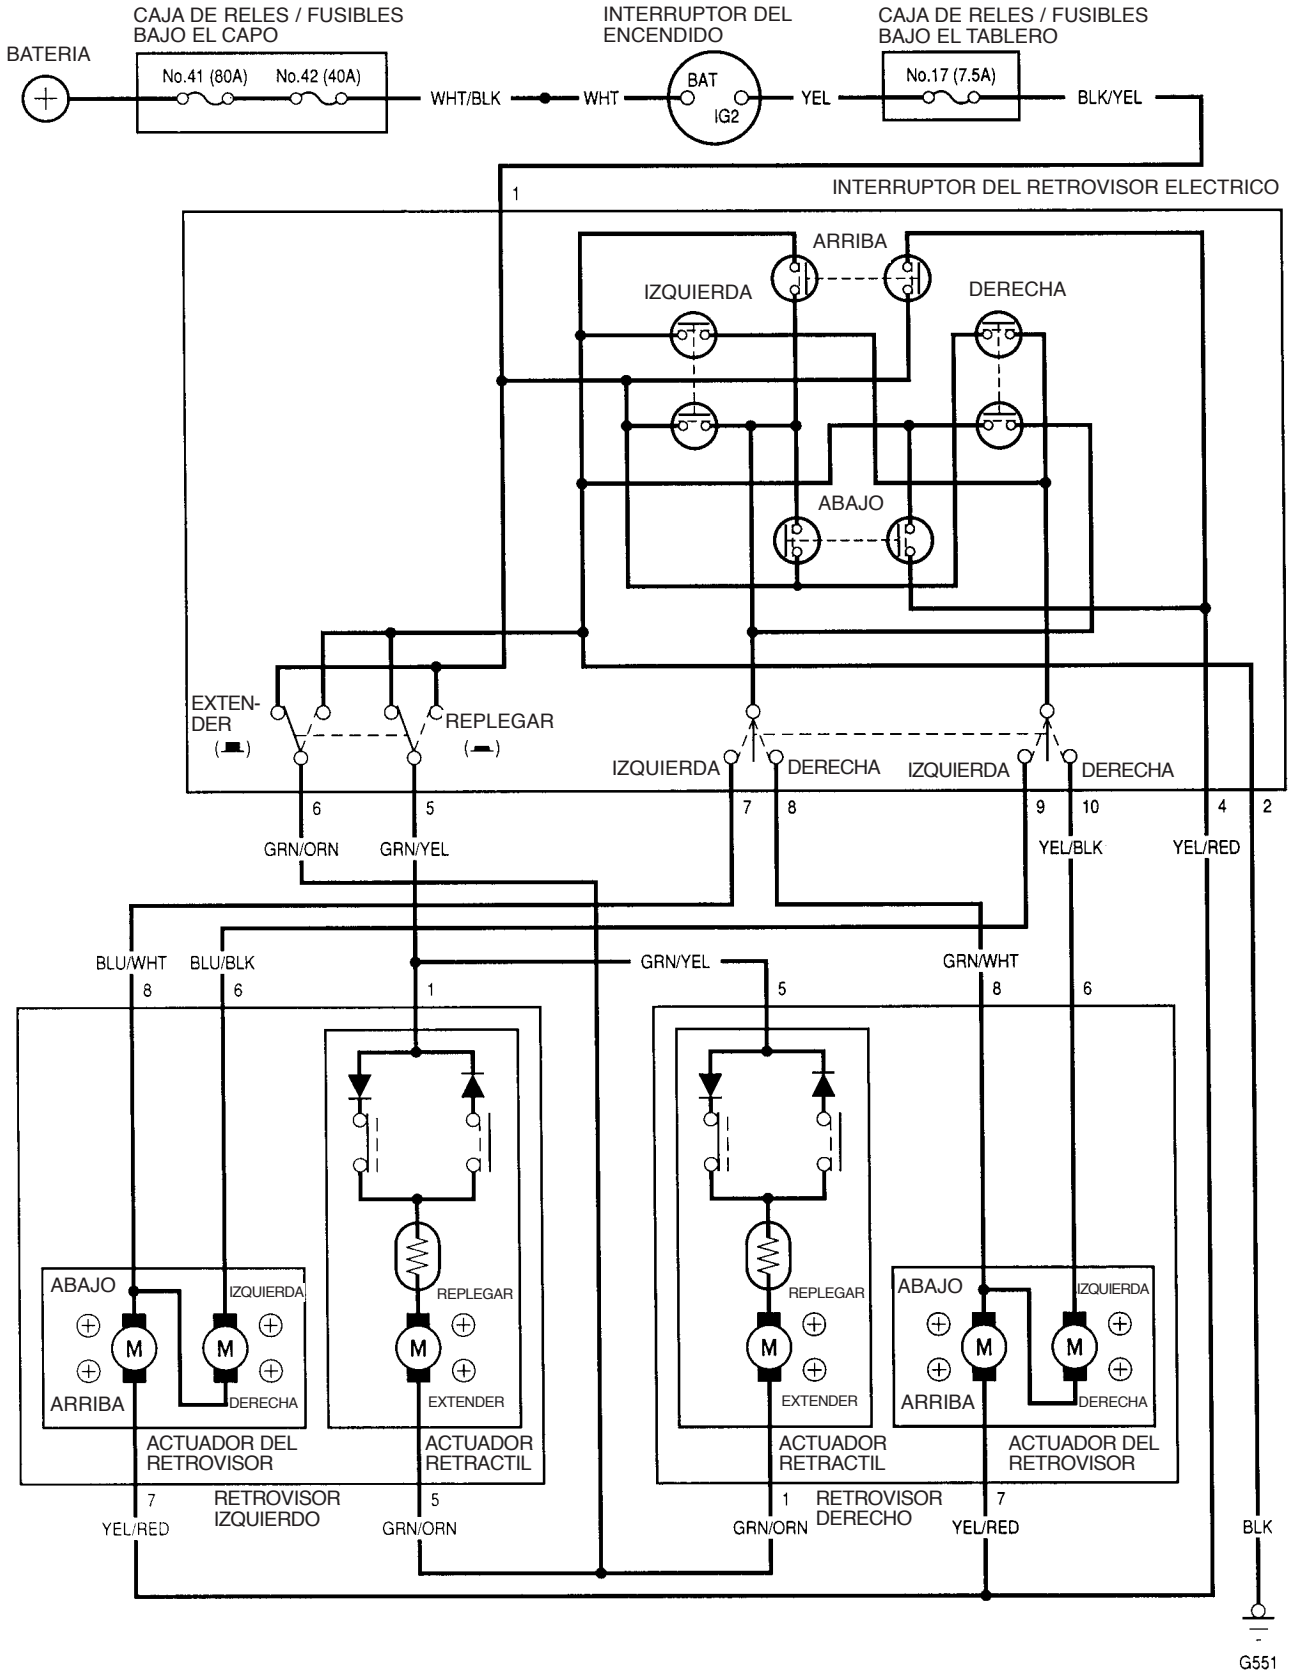 CAJA DE RELES / FUSIBLES
BAJO EL CAPO
INTERRUPTOR DEL
ENCENDIDO
CAJA DE RELES / FUSIBLES
BAJO EL TABLERO
BATERIA
No.41 (80A) No.42 (40A)
BAT
IG2
No.17 (7.5A)
WHT/BLK
WHT
YEL
BLK/YEL
1
INTERRUPTOR DEL RETROVISOR ELECTRICO
ARRIBA
IZQUIERDA
DERECHA
ABAJO
EXTEN-
DER
REPLEGAR
IZQUIERDA
DERECHA
IZQUIERDA
DERECHA
6
5
7
8
9
10
4
2
GRN/ORN
GRN/YEL
YEL/BLK
YEL/RED
BLU/WHT
BLU/BLK
GRN/YEL
GRN/WHT
8
6
1
5
8
6
ABAJO
IZQUIERDA
REPLEGAR
REPLEGAR
ABAJO
IZQUIERDA
M
M
M
M
M
M
ARRIBA
DERECHA
EXTENDER
EXTENDER
ARRIBA
DERECHA
ACTUADOR DEL
RETROVISOR
ACTUADOR
RETRACTIL
ACTUADOR
RETRACTIL
ACTUADOR DEL
RETROVISOR
7
RETROVISOR
IZQUIERDO
5
1
RETROVISOR
DERECHO
7
YEL/RED
GRN/ORN
GRN/ORN
YEL/RED
BLK
G551